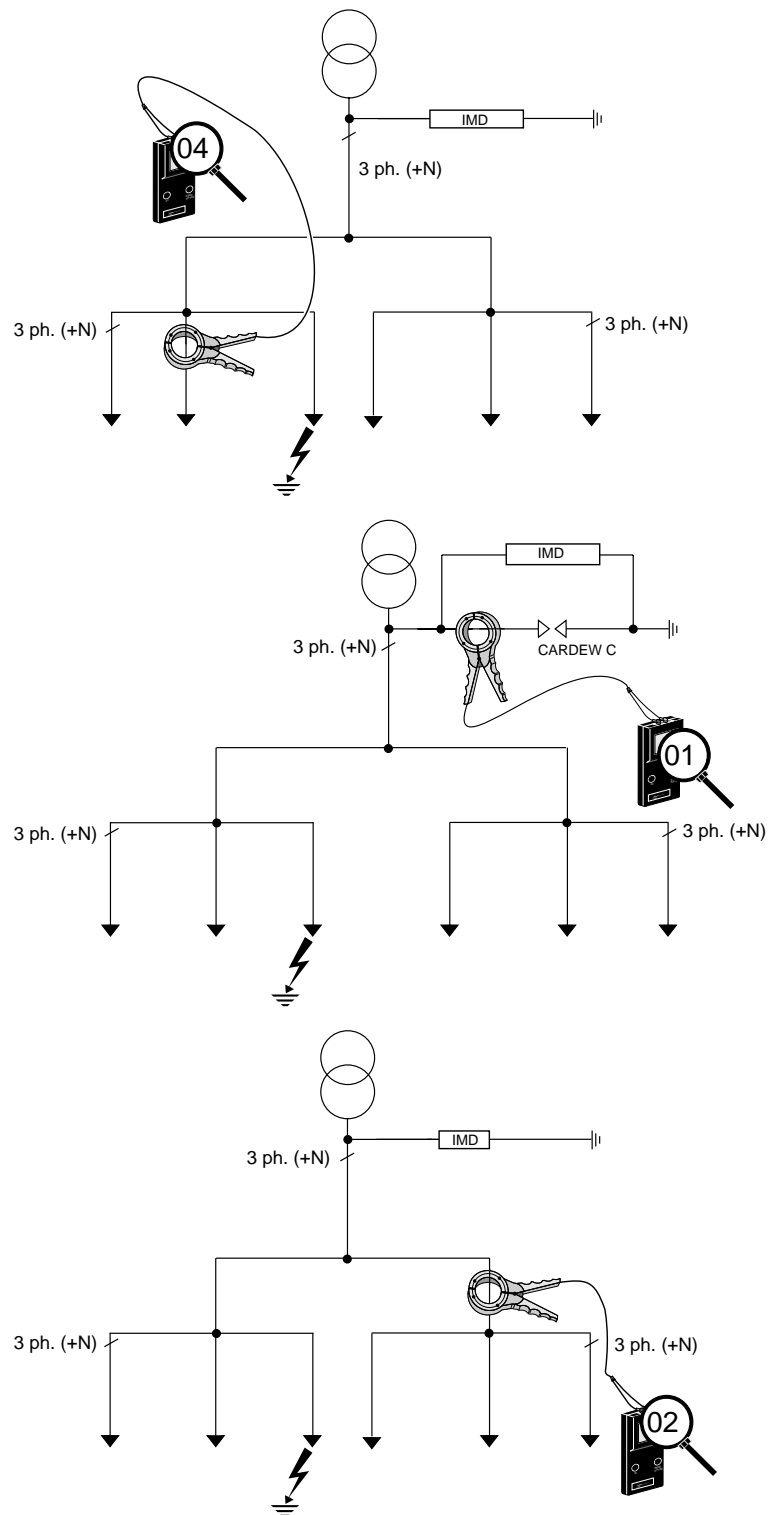 04
IMD
3 ph. (+N)
3 ph. (+N)
3 ph. (+N)
IMD
3 ph. (+N)
CARDEW C
01
3 ph. (+N)
3 ph. (+N)
IMD
3 ph. (+N)
3 ph. (+N)
3 ph. (+N)
02